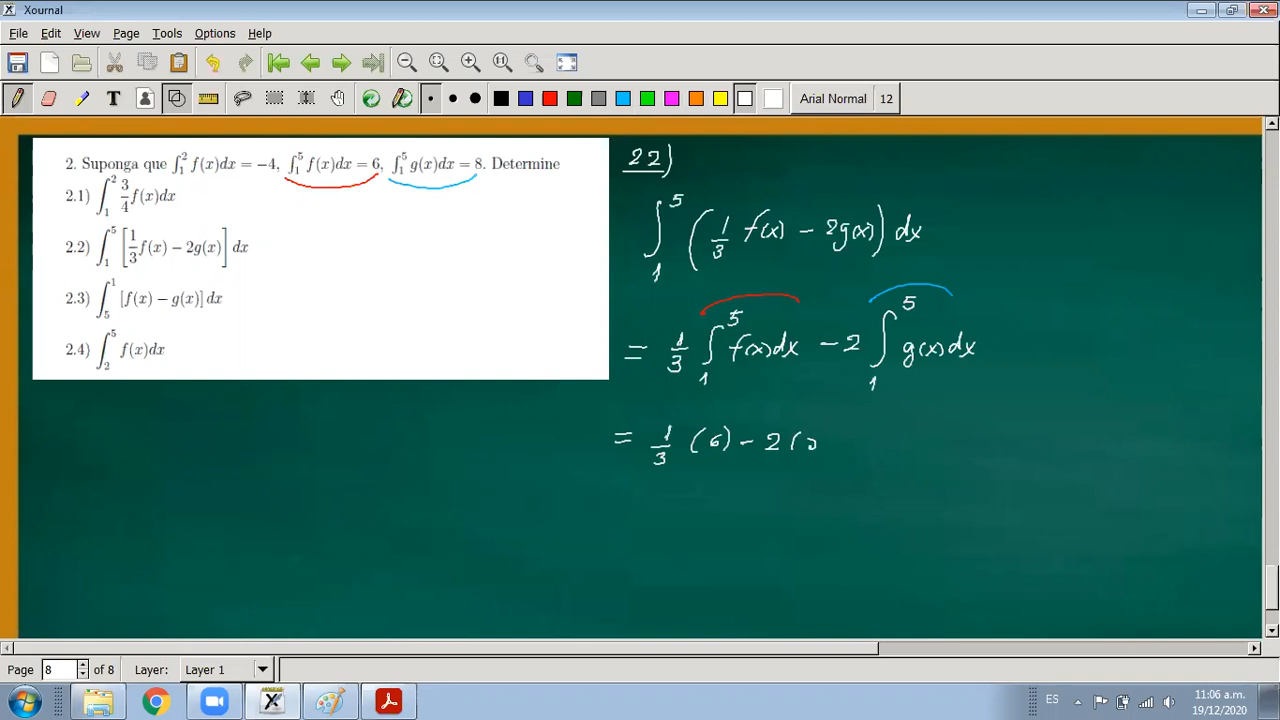 Xournal
File Edit View Page Tools Options Help
Arial Normal 12
2. Suponga que ∫₁² f(x)dx = −4, ∫₁⁵ f(x)dx = 6, ∫₁⁵ g(x)dx = 8. Determine
2.1) ∫₁² 3/4 f(x)dx
2.2) ∫₁⁵ [1/3 f(x) − 2g(x)] dx
2.3) ∫₅¹ [f(x) − g(x)] dx
2.4) ∫₂⁵ f(x)dx
22)
∫₁⁵ (1/3 f(x) − 2g(x)) dx
= 1/3 ∫₁⁵ f(x)dx − 2 ∫₁⁵ g(x)dx
= 1/3 (6) − 2 (
Page 8 of 8 Layer: Layer 1
ES 11:06 a.m.
19/12/2020